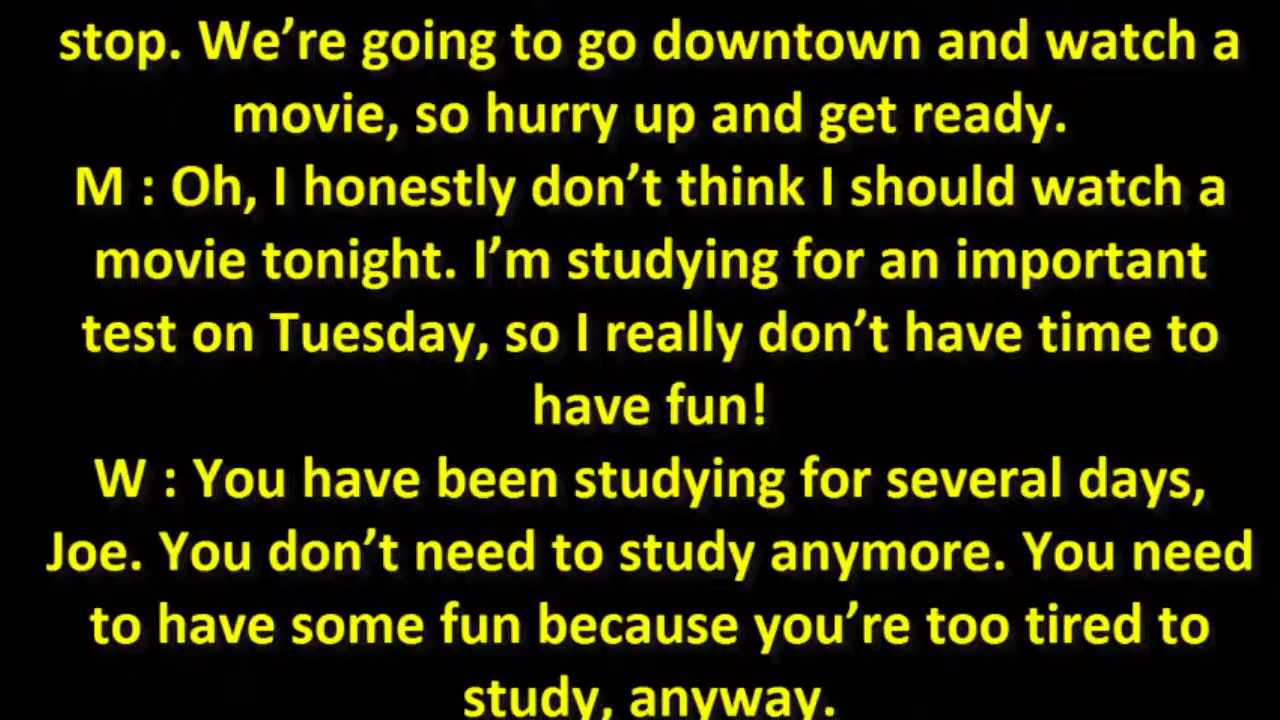 stop. We’re going to go downtown and watch a
movie, so hurry up and get ready.
M : Oh, I honestly don’t think I should watch a
movie tonight. I’m studying for an important
test on Tuesday, so I really don’t have time to
have fun!
W : You have been studying for several days,
Joe. You don’t need to study anymore. You need
to have some fun because you’re too tired to
study, anyway.